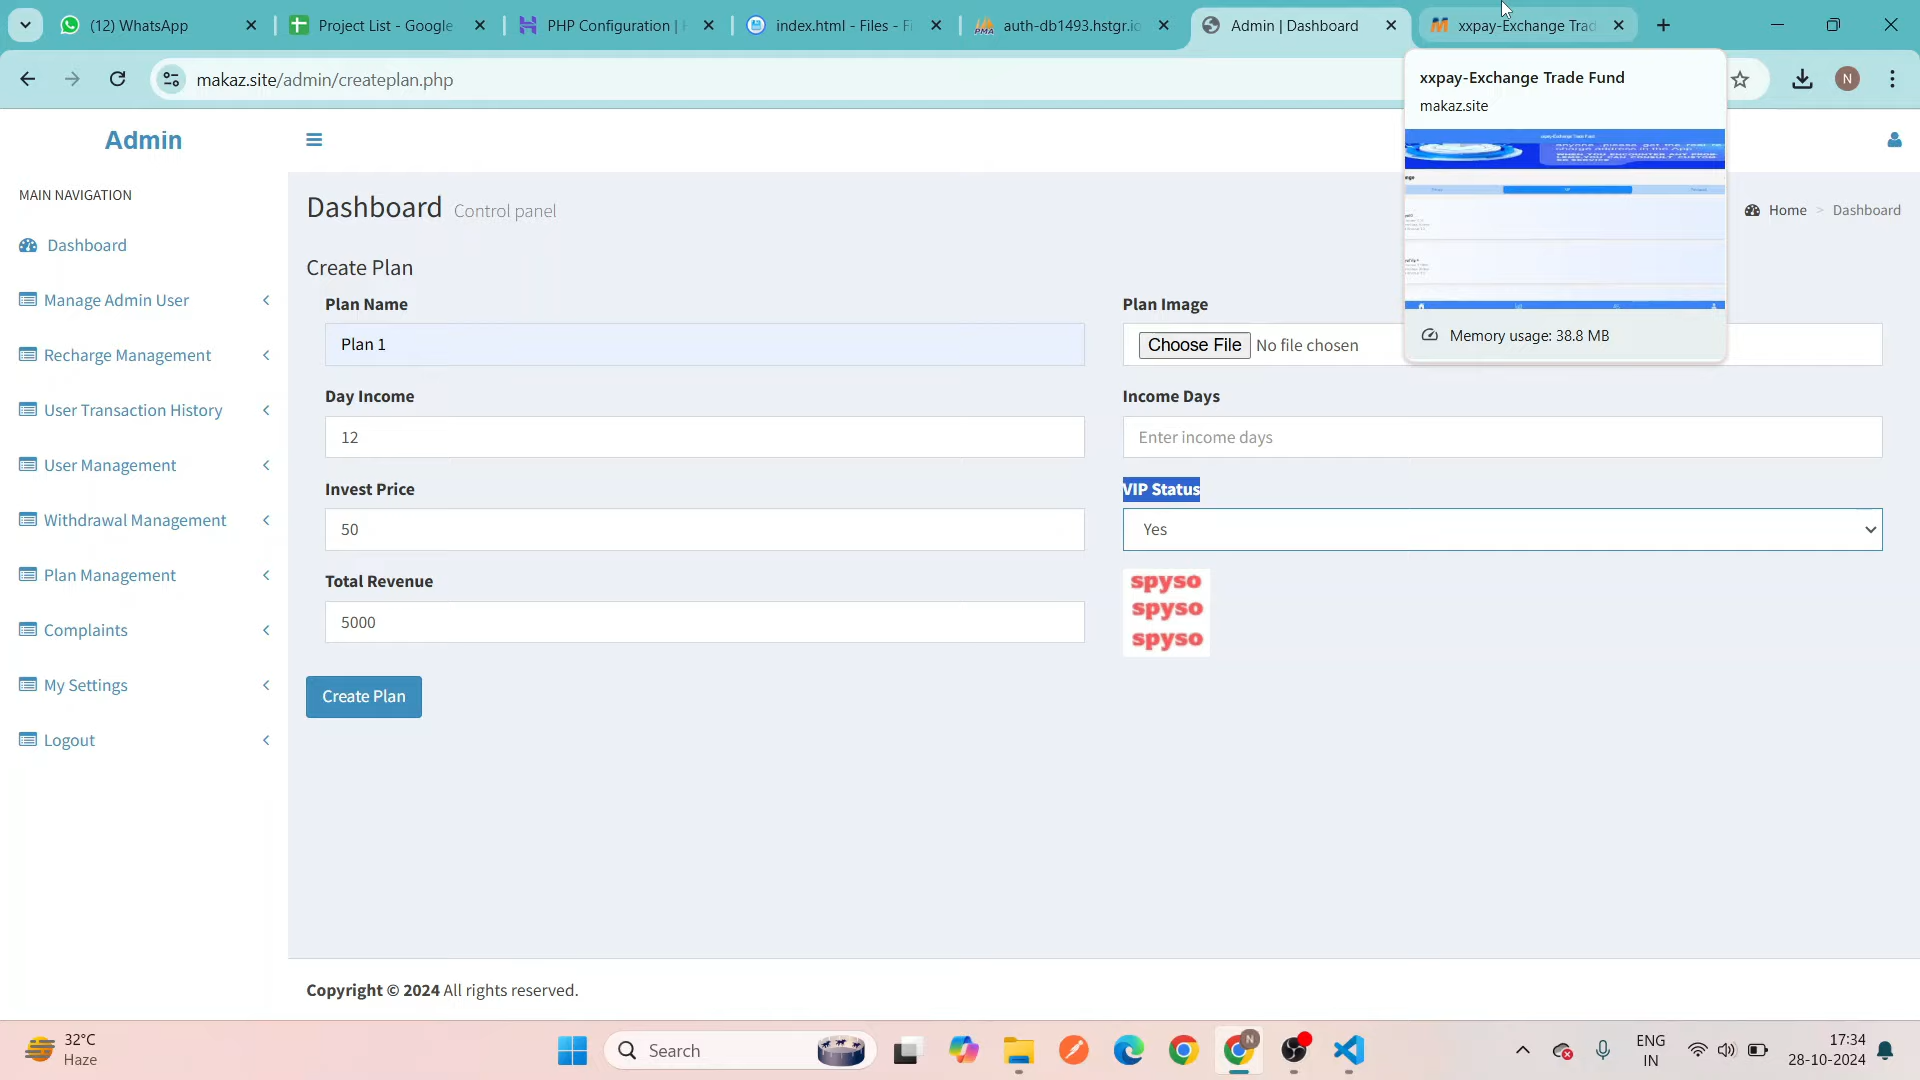 (12) WhatsApp
Project List - Google
PHP Configuration |
index.html - Files - Fi
auth-db1493.hstgr.io
Admin | Dashboard
xxpay-Exchange Trad
makaz.site/admin/createplan.php
N
xxpay-Exchange Trade Fund
makaz.site
xxpay-Exchange Trade Fund
Memory usage: 38.8 MB
Admin
MAIN NAVIGATION
Dashboard
Manage Admin User
Recharge Management
User Transaction History
User Management
Withdrawal Management
Plan Management
Complaints
My Settings
Logout
Dashboard Control panel
Home > Dashboard
Create Plan
Plan Name
Plan 1
Plan Image
Choose File No file chosen
Day Income
12
Income Days
Enter income days
Invest Price
50
VIP Status
Yes
Total Revenue
5000
spyso
spyso
spyso
Create Plan
Copyright © 2024 All rights reserved.
32°C
Haze
Search
N
ENG
IN
17:34
28-10-2024